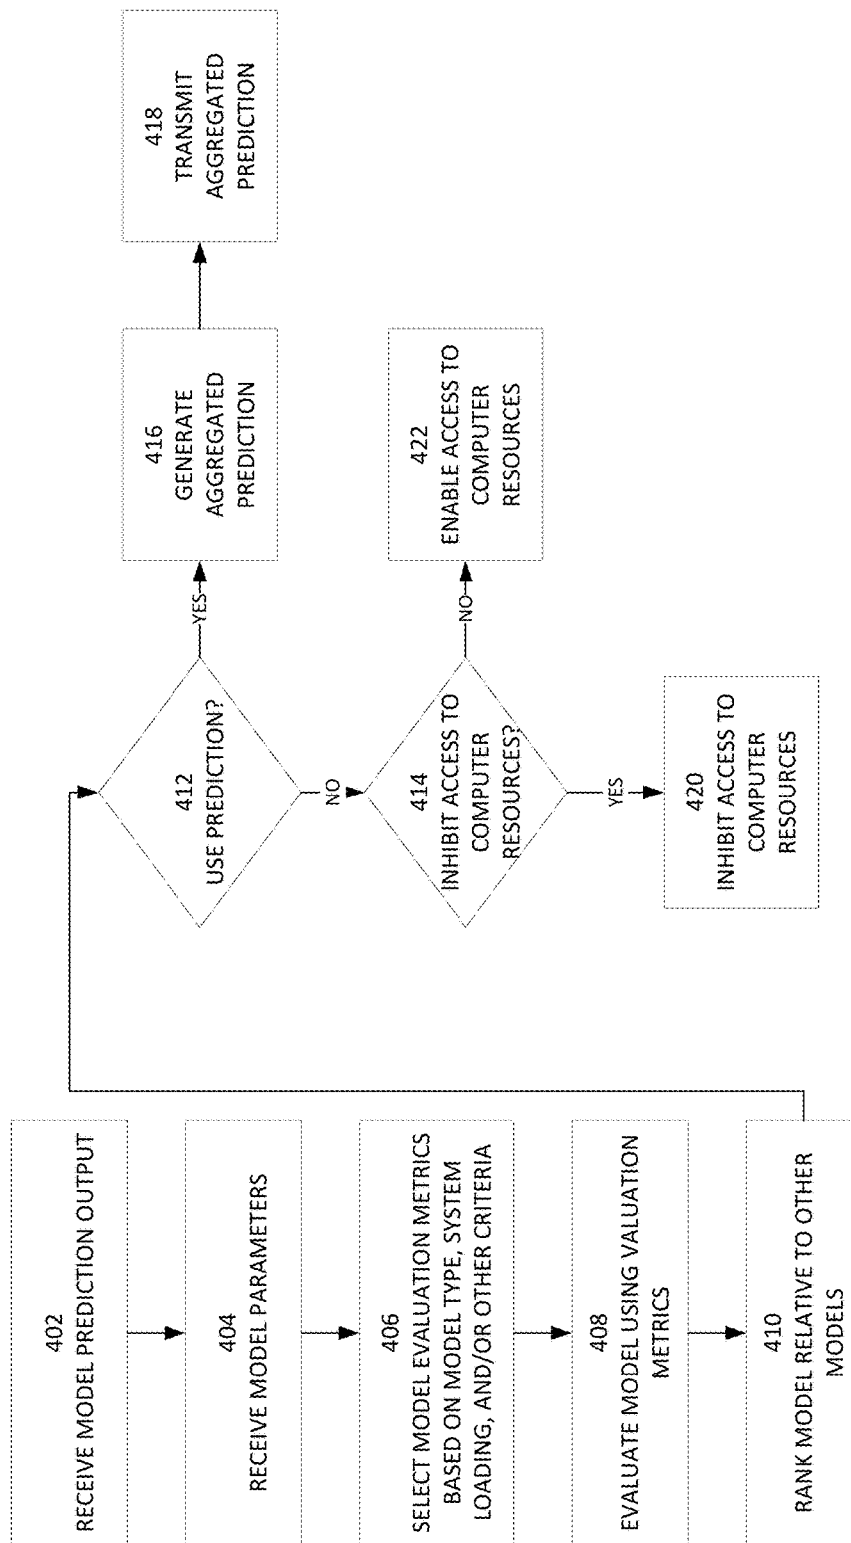 402
RECEIVE MODEL PREDICTION OUTPUT
404
RECEIVE MODEL PARAMETERS
406
SELECT MODEL EVALUATION METRICS
BASED ON MODEL TYPE, SYSTEM
LOADING, AND/OR OTHER CRITERIA
408
EVALUATE MODEL USING VALUATION
METRICS
410
RANK MODEL RELATIVE TO OTHER
MODELS
412
USE PREDICTION?
YES
NO
416
GENERATE
AGGREGATED
PREDICTION
418
TRANSMIT
AGGREGATED
PREDICTION
414
INHIBIT ACCESS TO
COMPUTER
RESOURCES?
NO
YES
422
ENABLE ACCESS TO
COMPUTER
RESOURCES
420
INHIBIT ACCESS TO
COMPUTER
RESOURCES